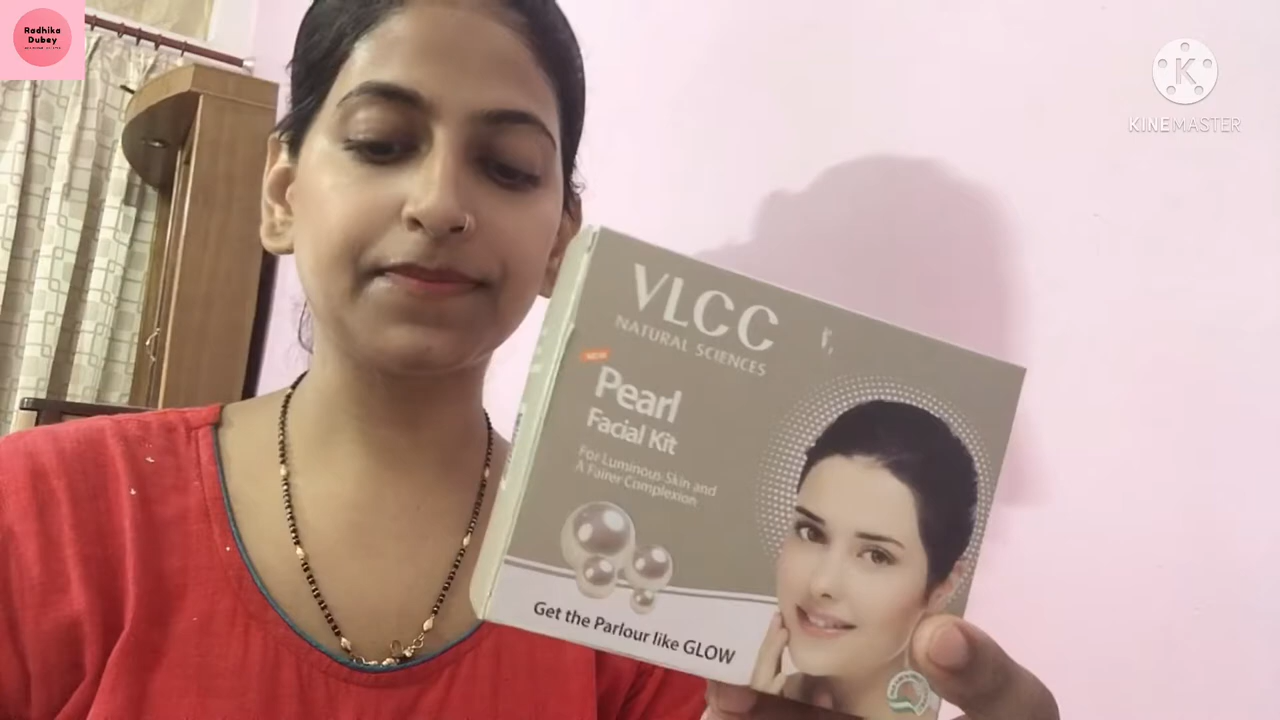 Radhika
Dubey
KINEMASTER
VLCC
NATURAL SCIENCES
NEW
Pearl
Facial Kit
For Luminous Skin and
A Fairer Complexion
Get the Parlour like GLOW